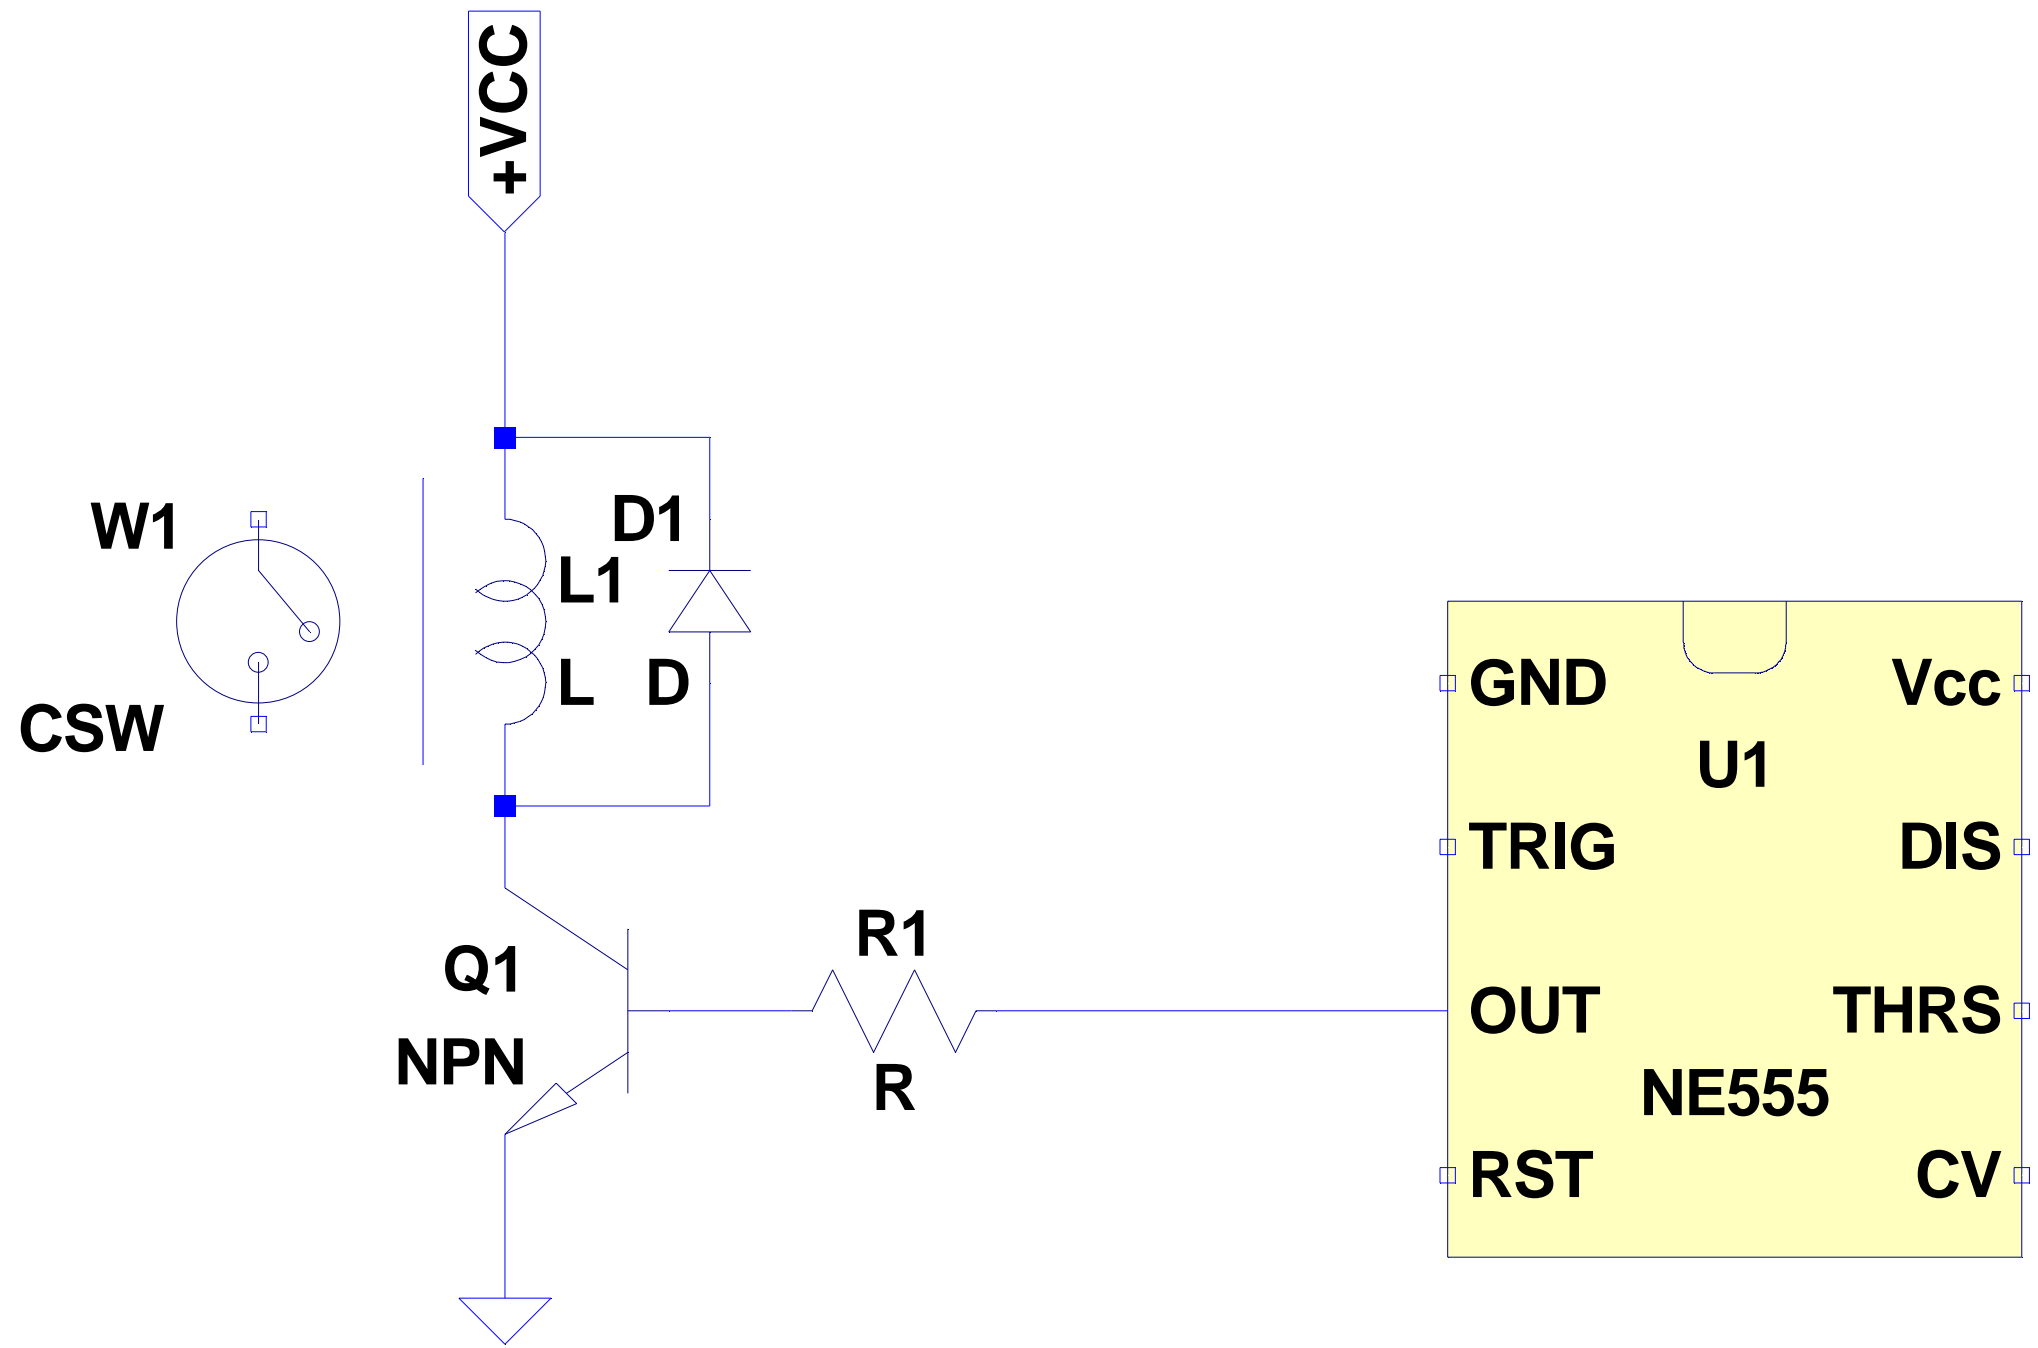 +VCC
W1
D1
L1
L
D
CSW
GND
Vcc
U1
TRIG
DIS
R1
Q1
OUT
THRS
NPN
R
NE555
RST
CV